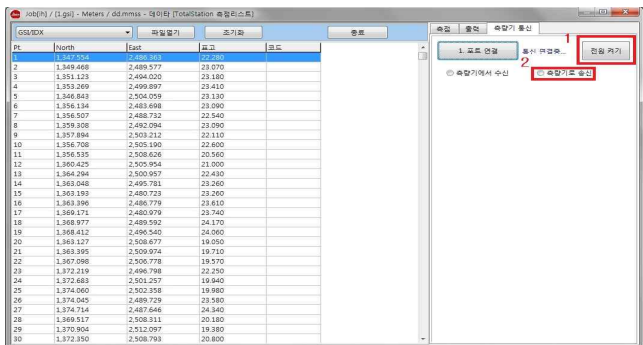 Job[lh] / [1.gsi] - Meters / dd.mmss - 데이타 [TotalStation 측정리스트]
GSI/IDX 파일열기 초기화 종료
측점 출력 측량기 통신
1. 포트 연결 통신 연결중... 1 전원 켜기
2
측량기에서 수신 측량기로 송신
Pt. North East 표고 코드
1 1,347.554 2,486.363 22.280
2 1,349.468 2,489.577 23.070
3 1,351.123 2,494.020 23.180
4 1,353.269 2,499.897 23.410
5 1,346.843 2,504.059 23.130
6 1,356.134 2,483.698 23.090
7 1,356.507 2,488.732 22.540
8 1,359.308 2,492.094 23.090
9 1,357.894 2,503.212 22.110
10 1,356.708 2,505.190 22.600
11 1,356.535 2,508.626 20.560
12 1,360.425 2,505.954 21.000
13 1,364.294 2,500.957 22.430
14 1,363.048 2,495.781 23.260
15 1,363.193 2,480.723 23.260
16 1,363.396 2,486.779 23.610
17 1,369.171 2,480.979 23.740
18 1,368.977 2,489.592 24.170
19 1,368.412 2,496.540 24.060
20 1,363.127 2,508.677 19.050
21 1,363.395 2,509.974 19.710
22 1,367.098 2,506.778 19.570
23 1,372.219 2,496.798 22.250
24 1,372.683 2,501.257 19.940
25 1,374.060 2,502.358 19.980
26 1,374.045 2,489.729 23.580
27 1,374.714 2,487.646 24.340
28 1,369.517 2,508.311 20.180
29 1,370.904 2,512.097 19.380
30 1,372.350 2,508.793 20.800